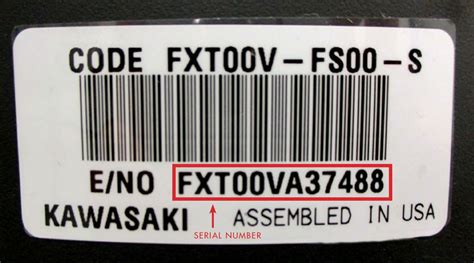 CODE FXT00V-FS00-S
E/NO FXT00VA37488
KAWASAKI ASSEMBLED IN USA
SERIAL NUMBER